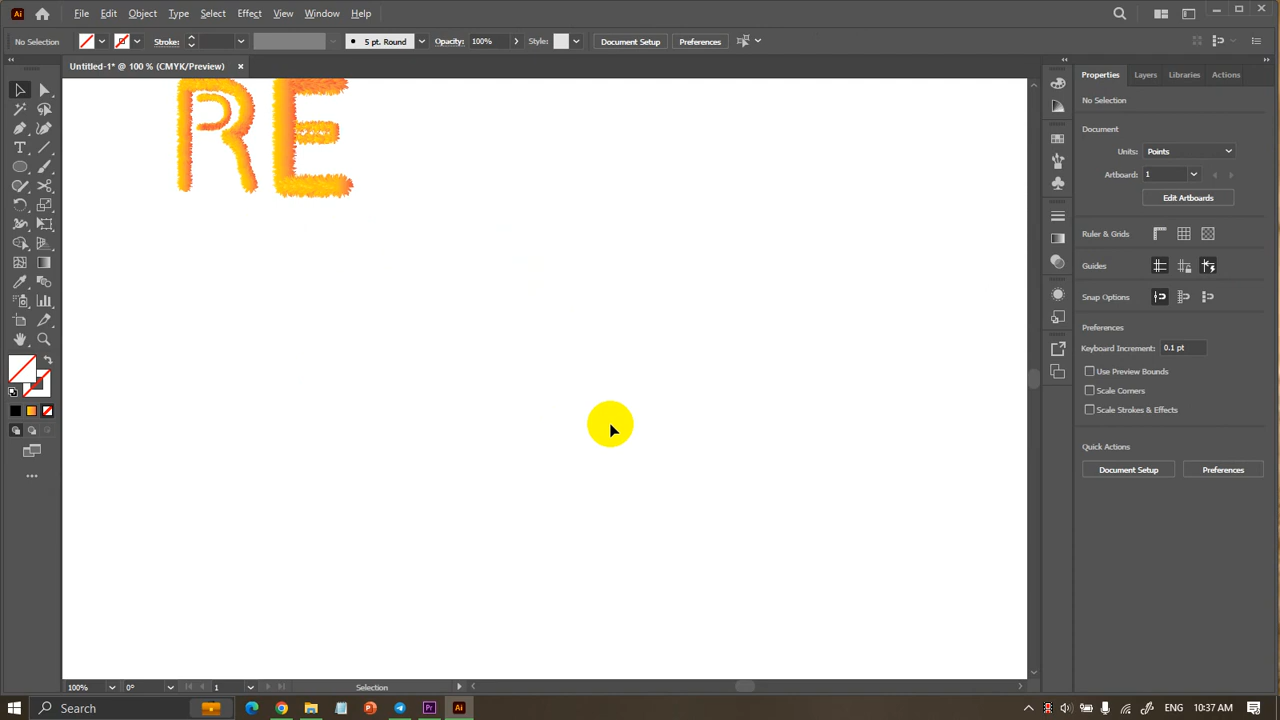 Ai File Edit Object Type Select Effect View Window Help
No Selection Stroke: 5 pt. Round Opacity: 100% Style: Document Setup Preferences
Untitled-1* @ 100 % (CMYK/Preview) ×
Properties Layers Libraries Actions
RE
No Selection
Document
Units: Points
Artboard: 1
Edit Artboards
Ruler & Grids
Guides
Snap Options
Preferences
Keyboard Increment: 0.1 pt
Use Preview Bounds
Scale Corners
Scale Strokes & Effects
Quick Actions
Document Setup Preferences
100% 0° 1 Selection
Search Pr Ai 10:37 AM